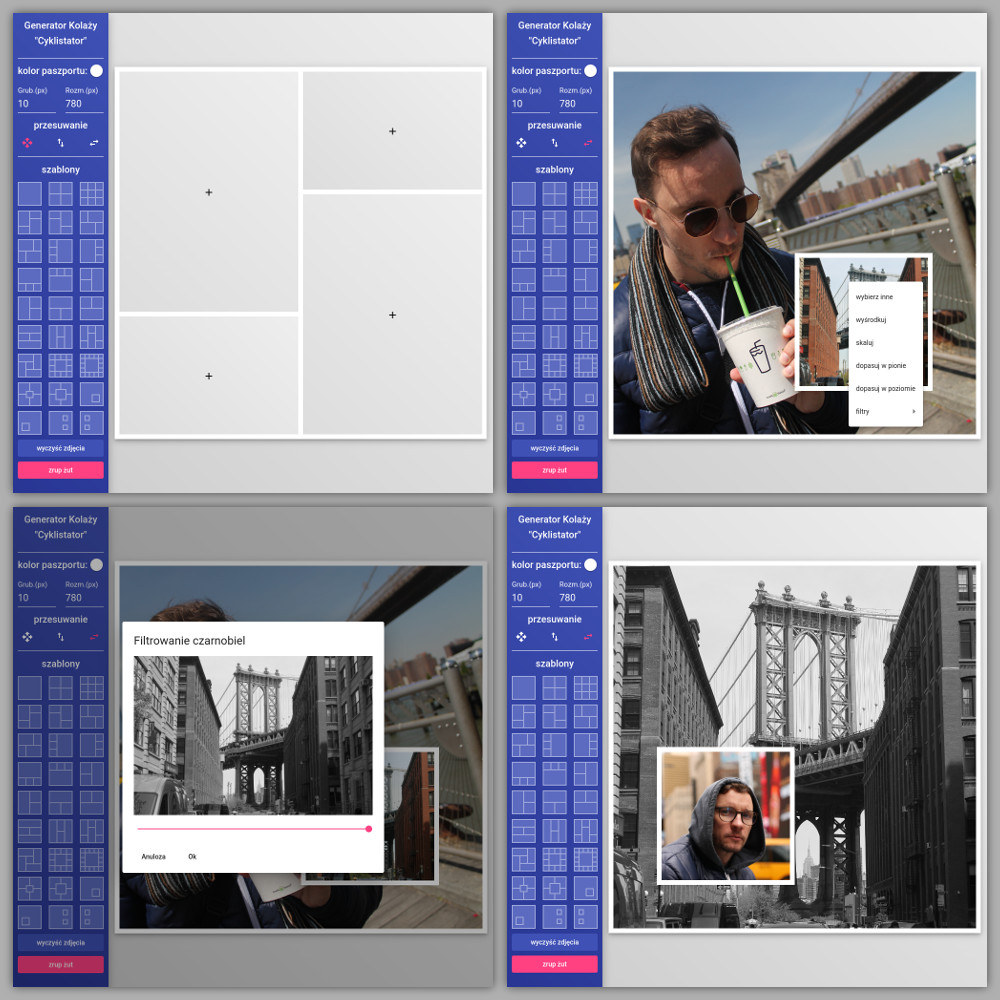 Generator Kolaży
"Cyklistator"
kolor paszportu:
Grub.(px) Rozm.(px)
10 780
przesuwanie
szablony
wyczyść zdjęcia
zrup zut
Generator Kolaży
"Cyklistator"
kolor paszportu:
Grub.(px) Rozm.(px)
10 780
przesuwanie
szablony
wyczyść zdjęcia
zrup zut
wybierz inne
wyśrodkuj
skaluj
dopasuj w pionie
dopasuj w poziomie
filtry
Generator Kolaży
"Cyklistator"
kolor paszportu:
Grub.(px) Rozm.(px)
10 780
przesuwanie
szablony
wyczyść zdjęcia
zrup zut
Filtrowanie czarnobiel
Anuloza Ok
Generator Kolaży
"Cyklistator"
kolor paszportu:
Grub.(px) Rozm.(px)
10 780
przesuwanie
szablony
wyczyść zdjęcia
zrup zut